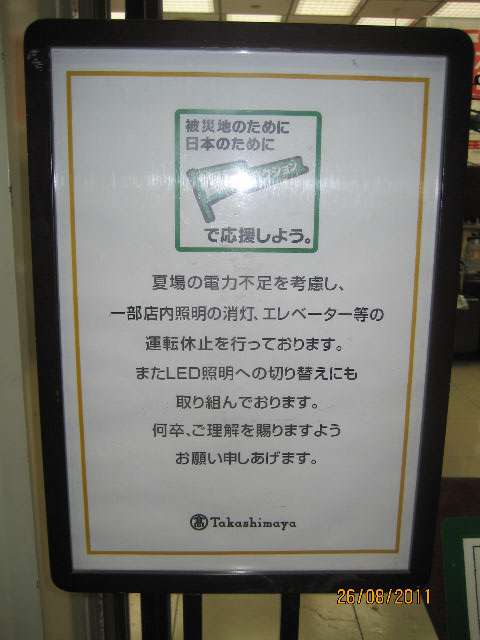 被災地のために
日本のために
クション
で応援しよう。
夏場の電力不足を考慮し、
一部店内照明の消灯、エレベーター等の
運転休止を行っております。
またLED照明への切り替えにも
取り組んでおります。
何卒、ご理解を賜りますよう
お願い申しあげます。
髙 Takashimaya
26/08/2011